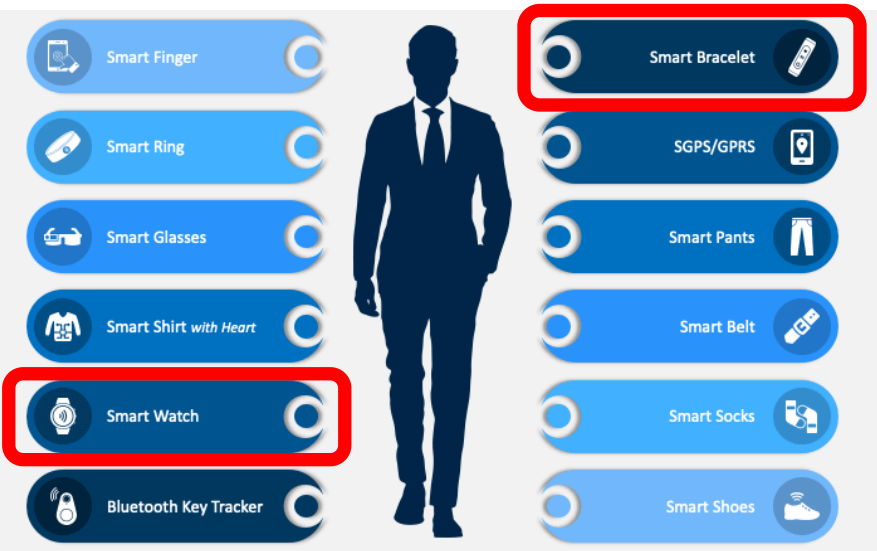 Smart Finger
Smart Ring
Smart Glasses
Smart Shirt with Heart
Smart Watch
Bluetooth Key Tracker
Smart Bracelet
SGPS/GPRS
Smart Pants
Smart Belt
Smart Socks
Smart Shoes